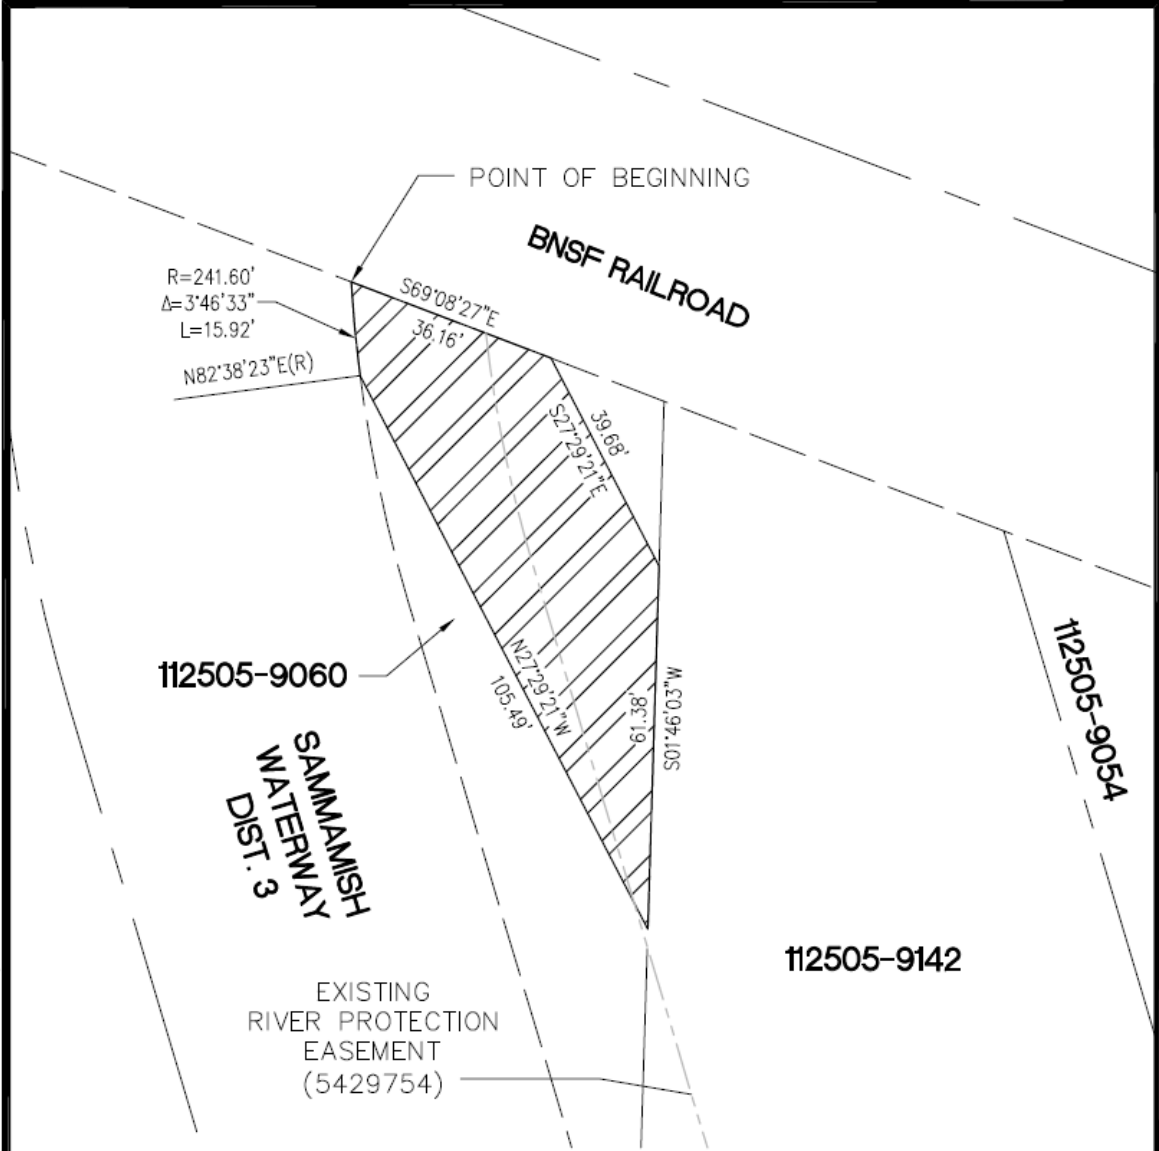 POINT OF BEGINNING
BNSF RAILROAD
R=241.60'
Δ=3°46'33"
L=15.92'
N82°38'23"E(R)
S69°08'27"E
36.16'
39.68'
S27°29'21"E
N27°29'21"W
105.49'
61.38'
S01°46'03"W
112505-9060
112505-9054
SAMMAMISH
WATERWAY
DIST. 3
112505-9142
EXISTING
RIVER PROTECTION
EASEMENT
(5429754)